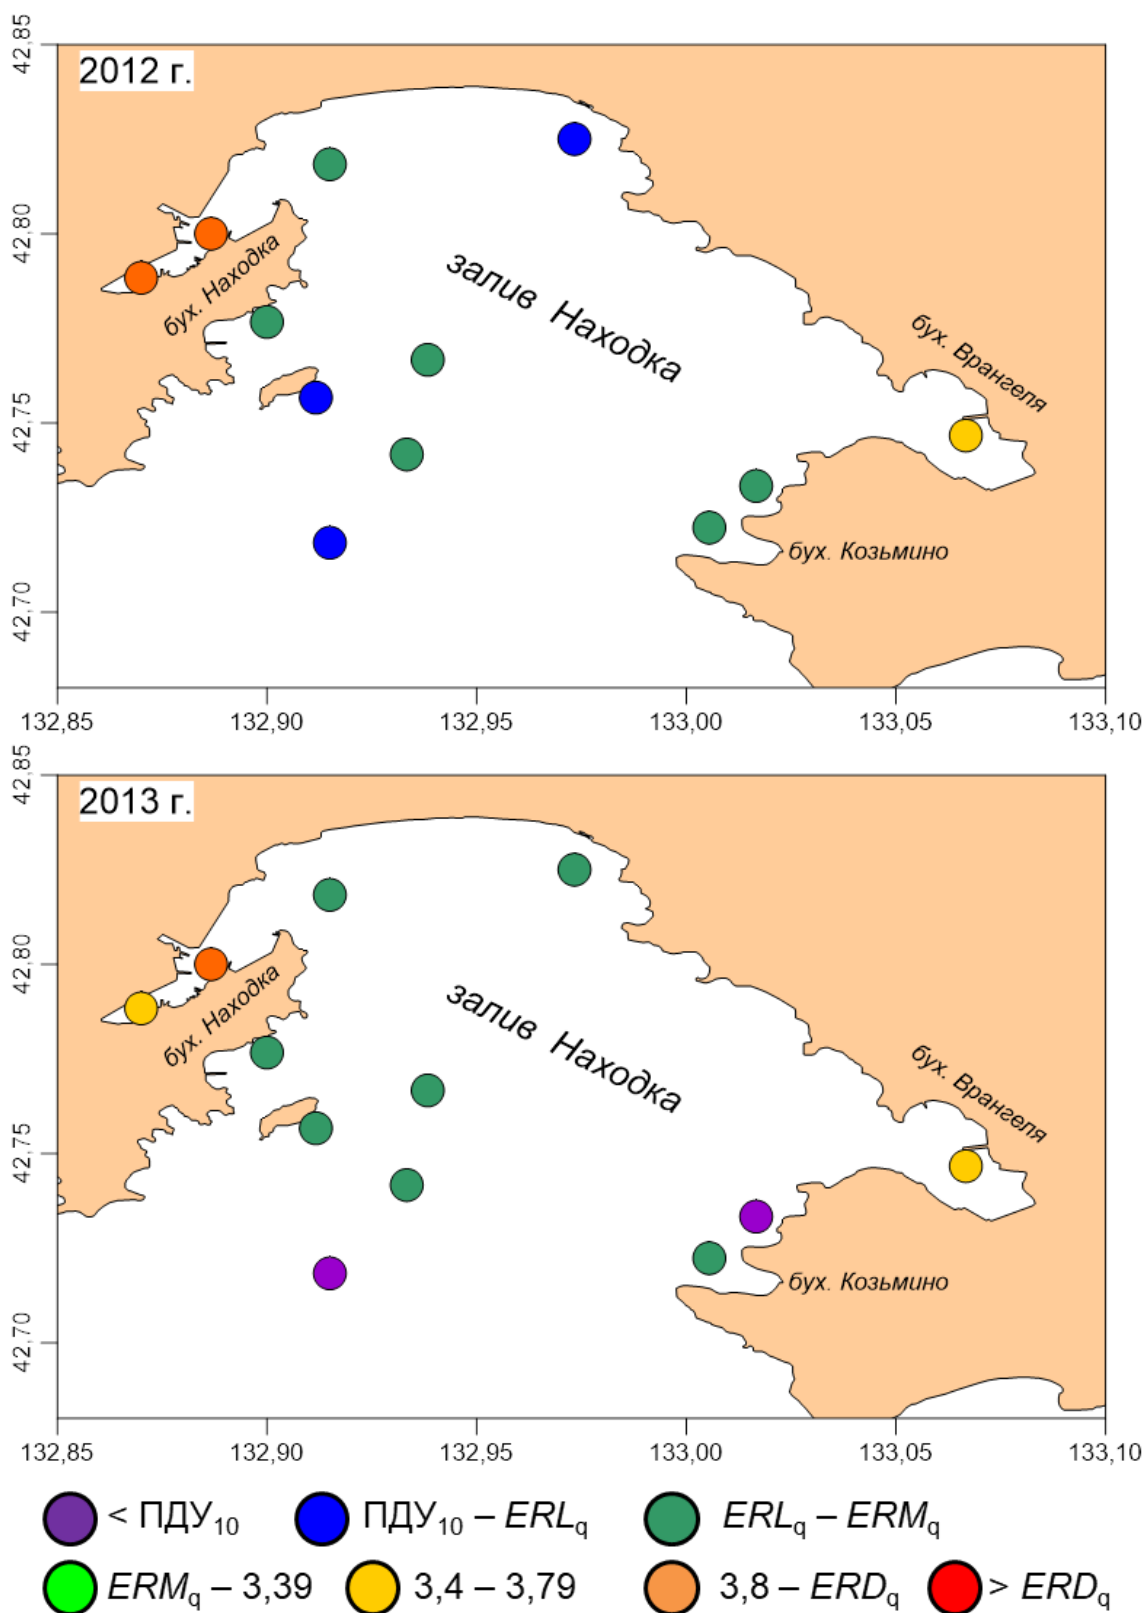 42,85
2012 г.
42,80
бух. Находка
залив Находка
бух. Врангеля
42,75
бух. Козьмино
42,70
132,85 132,90 132,95 133,00 133,05 133,10
42,85
2013 г.
42,80
бух. Находка
залив Находка
бух. Врангеля
42,75
бух. Козьмино
42,70
132,85 132,90 132,95 133,00 133,05 133,10
< ПДУ₁₀ ПДУ₁₀ – ERLq ERLq – ERMq
ERMq – 3,39 3,4 – 3,79 3,8 – ERDq > ERDq